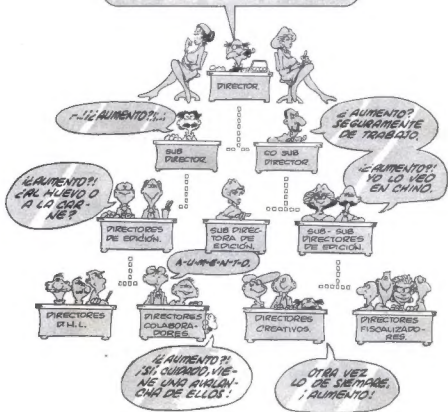 DIRECTOR
...¡¿AUMENTO?!...
¿AUMENTO?
SEGURAMENTE
DE TRABAJO.
SUB
DIRECTOR
CO SUB
DIRECTOR
¡¿AUMENTO?!
¿AL HUEVO O
A LA CAR-
NE?
¡¿AUMENTO?!
YO LO VEO
EN CHINO.
DIRECTORES
DE EDICIÓN.
SUB DIREC-
TORA DE
EDICIÓN.
SUB-SUB
DIRECTORES
DE EDICIÓN.
A-U-M-E-N-T-O.
DIRECTORES
DIRECTORES
COLABORA-
DORES
DIRECTORES
CREATIVOS.
DIRECTORES
FISCALIZADO-
RES.
¡¿AUMENTO?!
¡SÍ, CUIDADO, VIE-
NE UNA AVALAN-
CHA DE ELLOS!
OTRA VEZ
LO DE SIEMPRE,
¡AUMENTO!